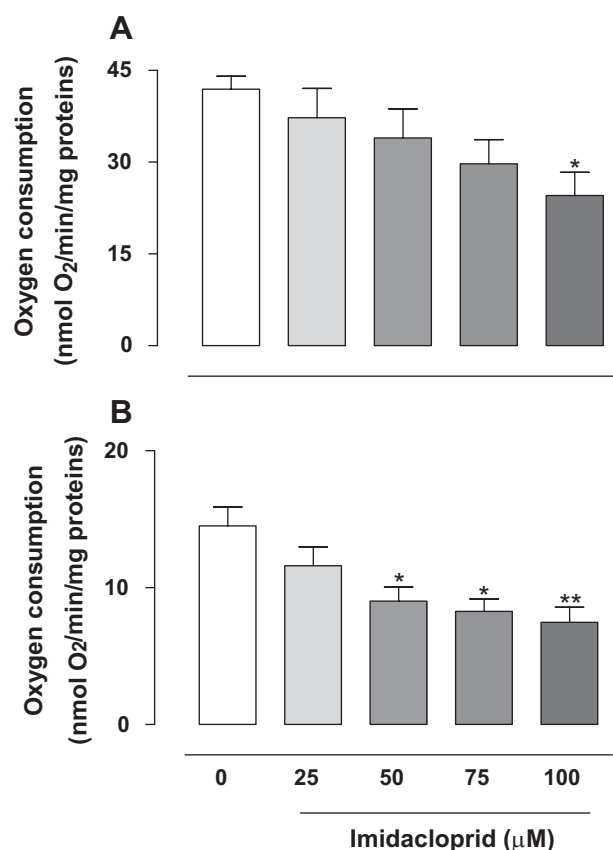 A
Oxygen consumption
(nmol O2/min/mg proteins)
45
30
15
0
*
B
Oxygen consumption
(nmol O2/min/mg proteins)
20
10
0
* * **
0 25 50 75 100
Imidacloprid (μM)